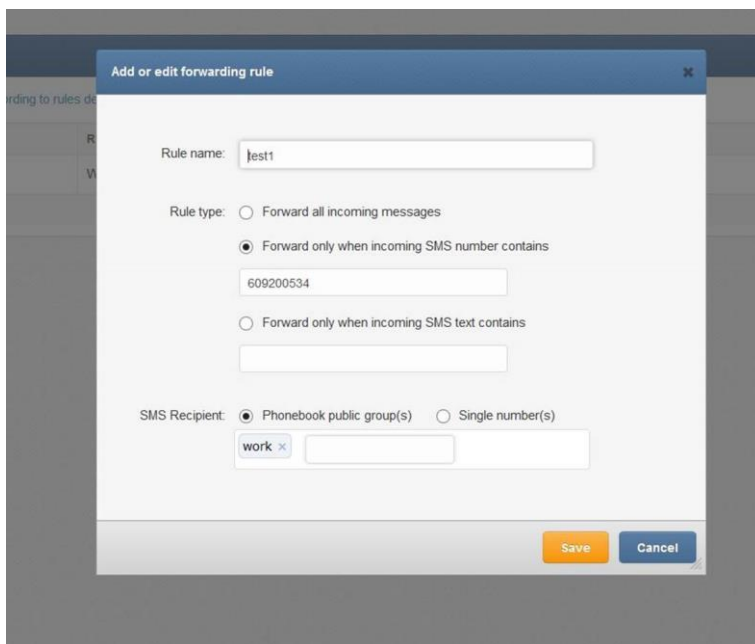 Add or edit forwarding rule
ording to rules de
R
W
Rule name: test1
Rule type: Forward all incoming messages
Forward only when incoming SMS number contains
609200534
Forward only when incoming SMS text contains
SMS Recipient: Phonebook public group(s) Single number(s)
work ×
Save Cancel